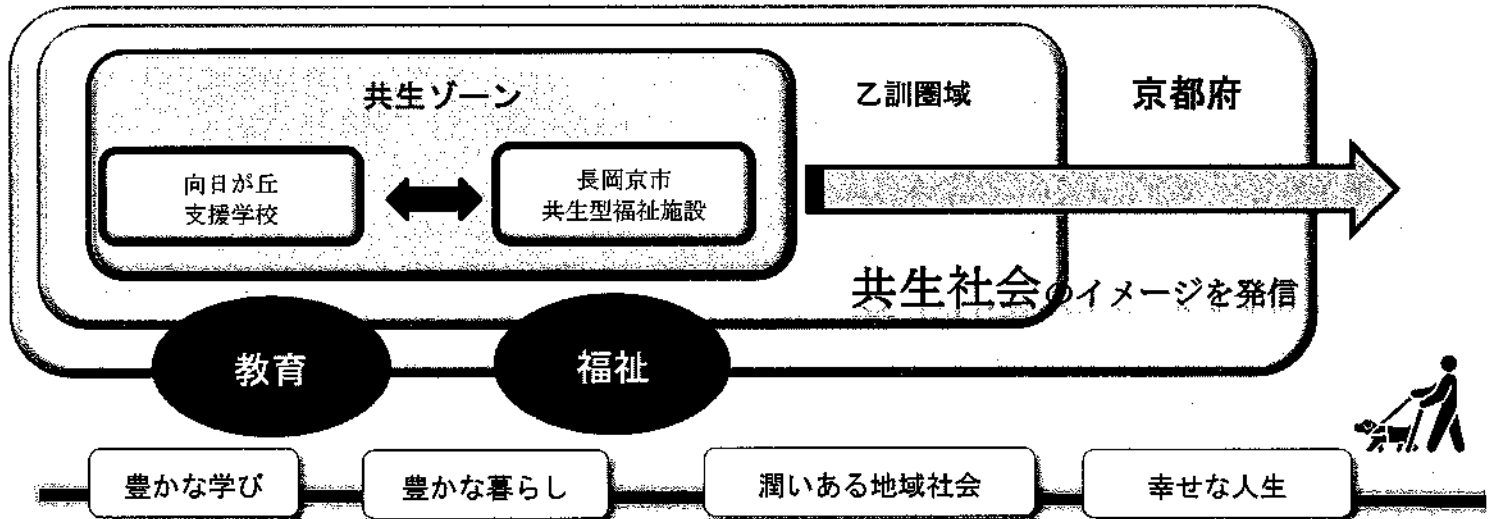 共生ゾーン
乙訓圏域
京都府
向日が丘
支援学校
長岡京市
共生型福祉施設
共生社会のイメージを発信
教育
福祉
豊かな学び
豊かな暮らし
潤いある地域社会
幸せな人生